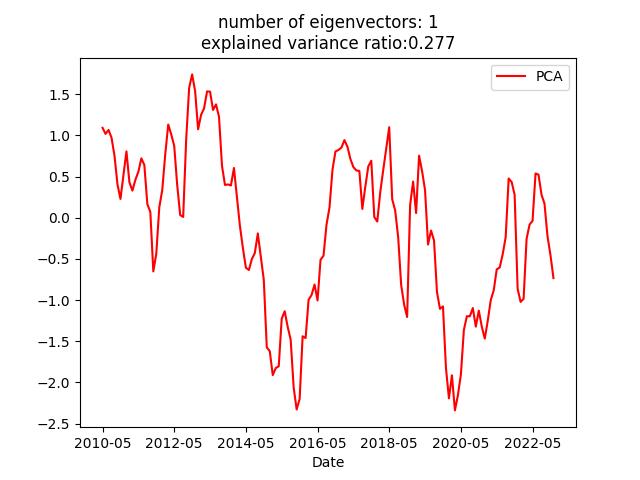 number of eigenvectors: 1
explained variance ratio:0.277
PCA
1.5
1.0
0.5
0.0
−0.5
−1.0
−1.5
−2.0
−2.5
2010-05 2012-05 2014-05 2016-05 2018-05 2020-05 2022-05
Date